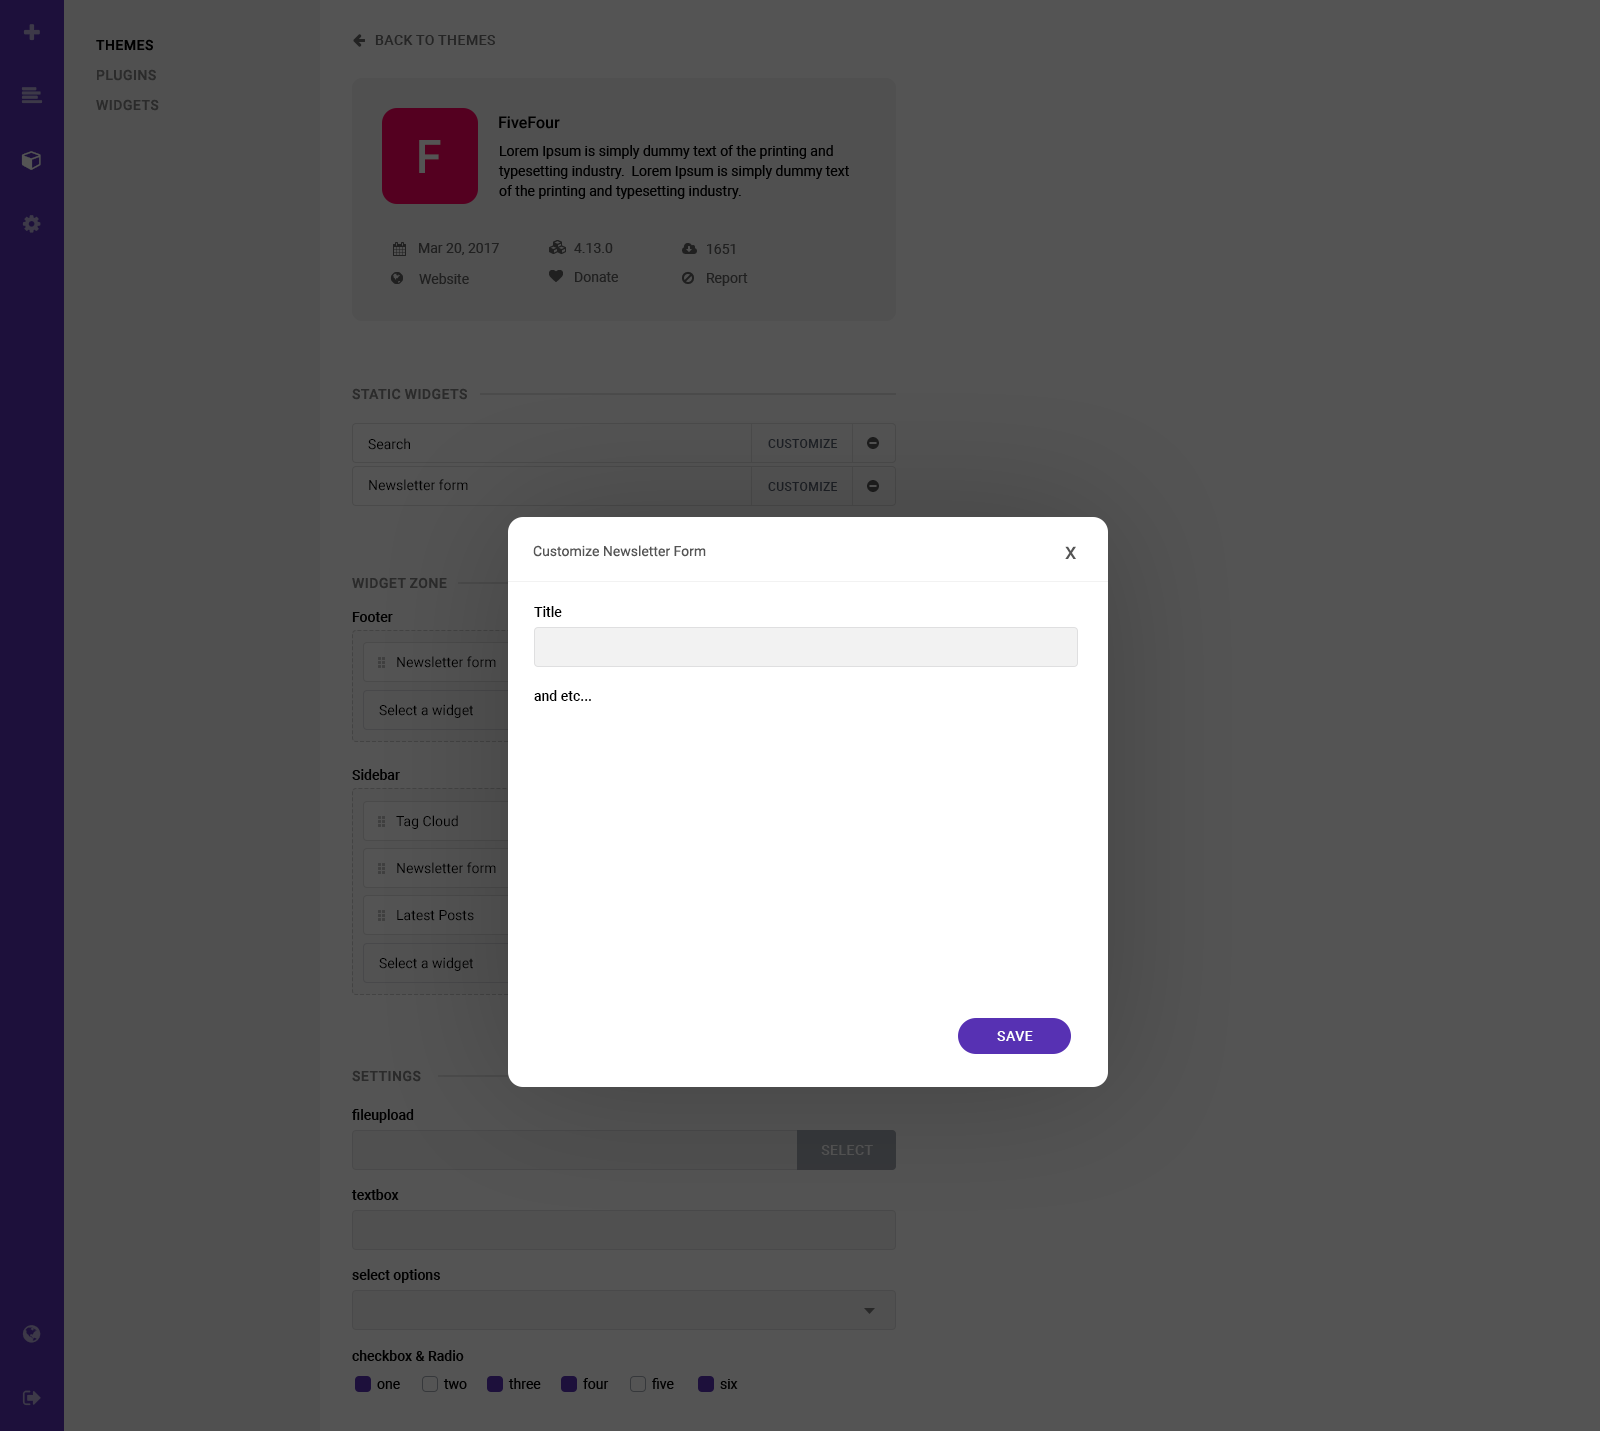 THEMES
PLUGINS
WIDGETS
BACK TO THEMES
F
FiveFour
Lorem Ipsum is simply dummy text of the printing and
typesetting industry.  Lorem Ipsum is simply dummy text
of the printing and typesetting industry.
Mar 20, 2017 4.13.0 1651
Website Donate Report
STATIC WIDGETS
Search CUSTOMIZE
Newsletter form CUSTOMIZE
Customize Newsletter Form X
Title
and etc...
SAVE
WIDGET ZONE
Footer
Newsletter form
Select a widget
Sidebar
Tag Cloud
Newsletter form
Latest Posts
Select a widget
SETTINGS
fileupload
SELECT
textbox
select options
checkbox & Radio
one two three four five six